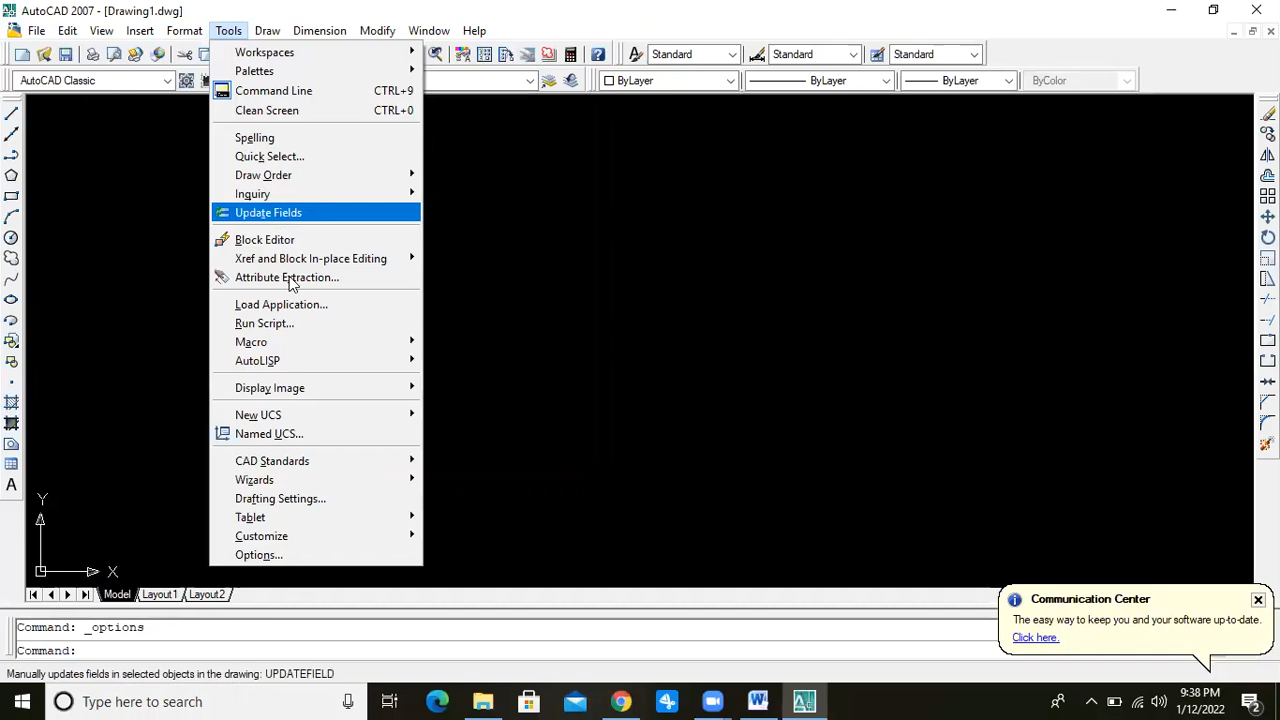 AutoCAD 2007 - [Drawing1.dwg]
File Edit View Insert Format Tools Draw Dimension Modify Window Help
Standard Standard Standard
AutoCAD Classic ByLayer ByLayer ByLayer ByColor
Workspaces
Palettes
Command Line CTRL+9
Clean Screen CTRL+0
Spelling
Quick Select...
Draw Order
Inquiry
Update Fields
Block Editor
Xref and Block In-place Editing
Attribute Extraction...
Load Application...
Run Script...
Macro
AutoLISP
Display Image
New UCS
Named UCS...
CAD Standards
Wizards
Drafting Settings...
Tablet
Customize
Options...
A
Y
X
Model Layout1 Layout2
Communication Center
The easy way to keep you and your software up-to-date.
Click here.
Command: _options
Command:
Manually updates fields in selected objects in the drawing: UPDATEFIELD
Type here to search
9:38 PM
1/12/2022
2